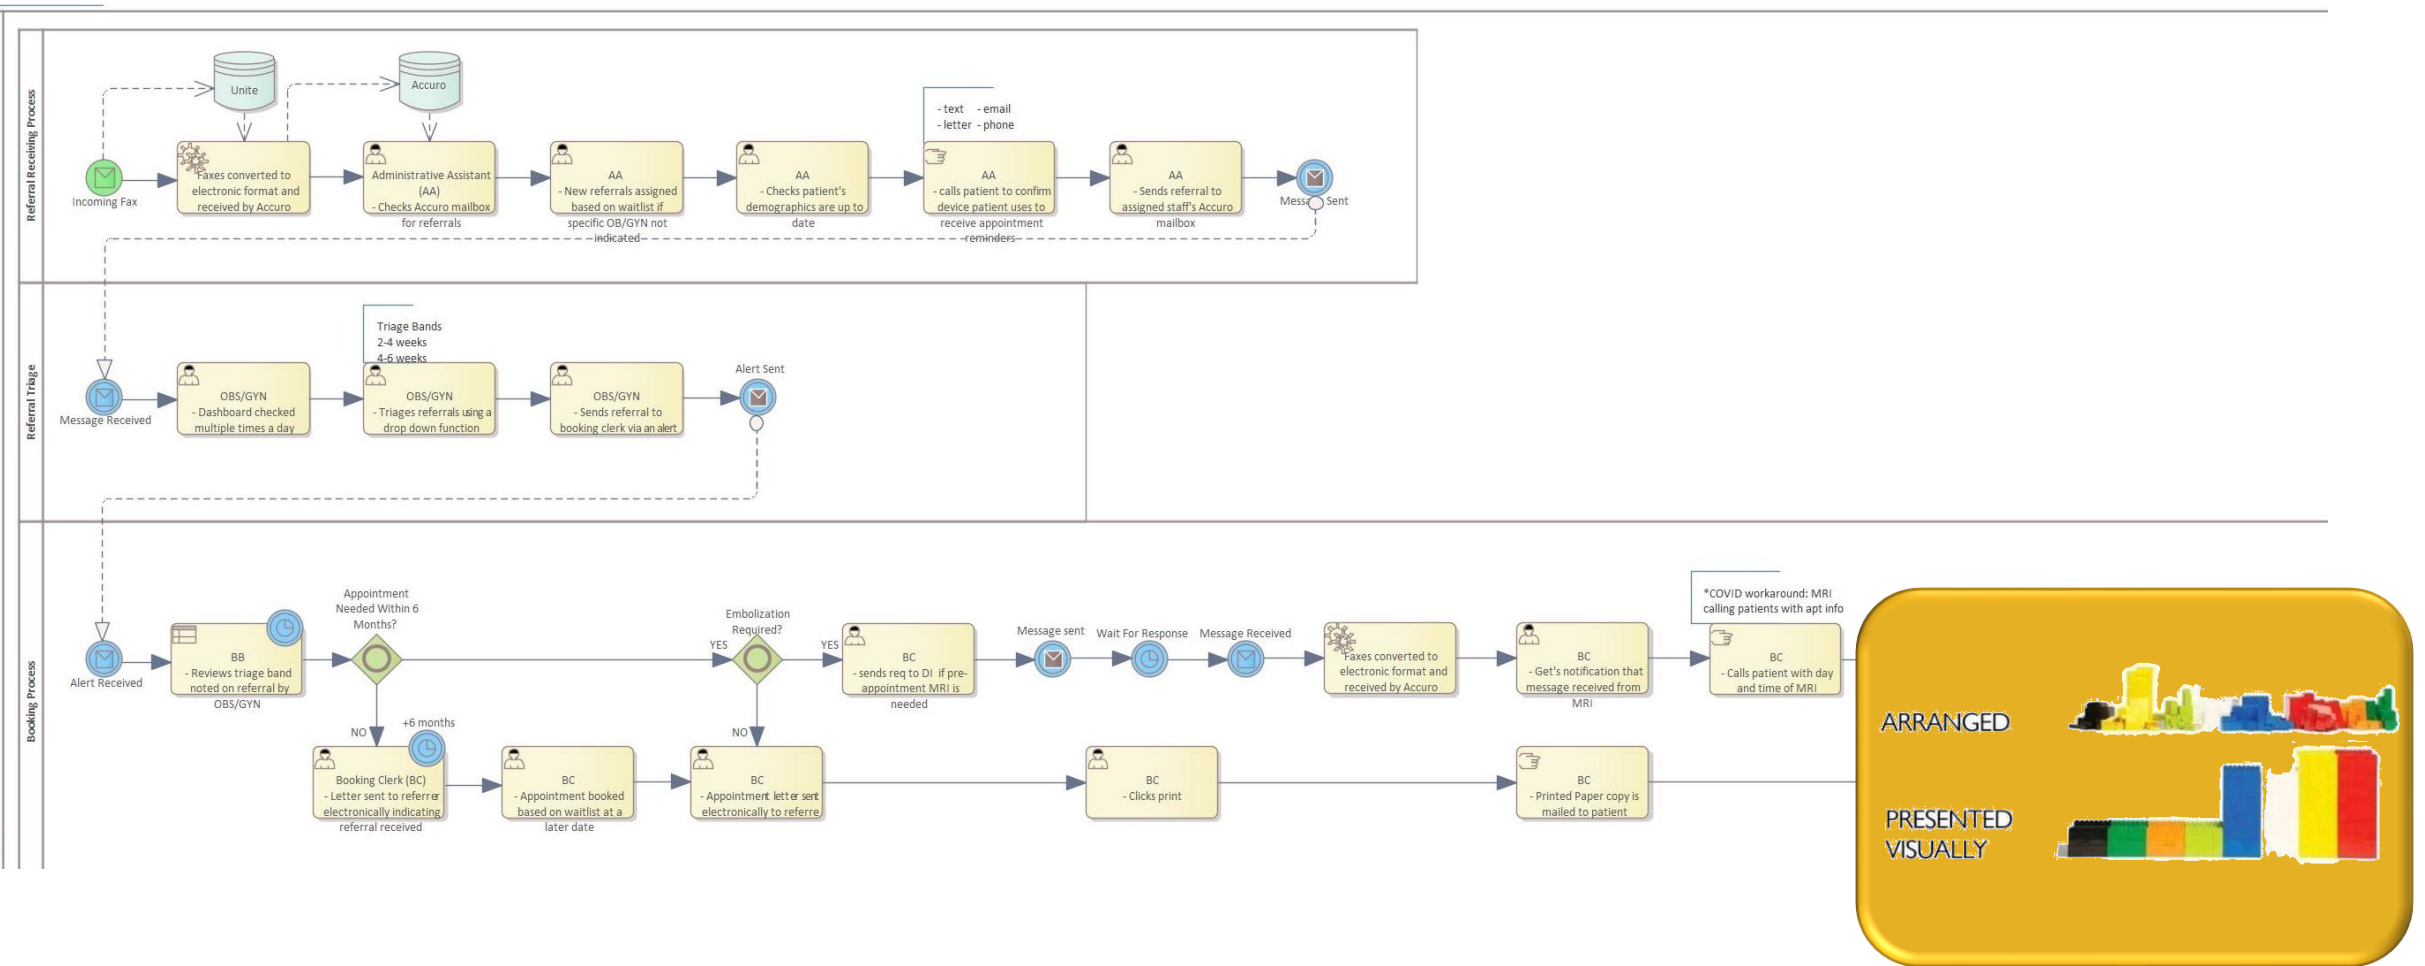 Referral Receiving Process
Unite
Accuro
- text - email
- letter - phone
Incoming Fax
Faxes converted to
electronic format and
received by Accuro
Administrative Assistant
(AA)
- Checks Accuro mailbox
for referrals
AA
- New referrals assigned
based on waitlist if
specific OB/GYN not
indicated
AA
- Checks patient's
demographics are up to
date
AA
- calls patient to confirm
device patient uses to
receive appointment
reminders
AA
- Sends referral to
assigned staff's Accuro
mailbox
Sent
Referral Triage
Message Received
OBS/GYN
- Dashboard checked
multiple times a day
Triage Bands
2-4 weeks
4-6 weeks
OBS/GYN
- Triages referrals using a
drop down function
OBS/GYN
- Sends referral to
booking clerk via an alert
Alert Sent
Booking Process
Alert Received
BB
- Reviews triage band
noted on referral by
OBS/GYN
Appointment
Needed Within 6
Months?
YES
NO
Embolization
Required?
YES
NO
BC
- sends req to DI if pre-
appointment MRI is
needed
Message sent
Wait For Response
Message Received
Faxes converted to
electronic format and
received by Accuro
BC
- Get's notification that
message received from
MRI
*COVID workaround: MRI
calling patients with apt info
BC
- Calls patient with day
and time of MRI
+6 months
Booking Clerk (BC)
- Letter sent to referrer
electronically indicating
referral received
BC
- Appointment booked
based on waitlist at a
later date
BC
- Appointment letter sent
electronically to referre
BC
- Clicks print
BC
- Printed Paper copy is
mailed to patient
ARRANGED
PRESENTED
VISUALLY